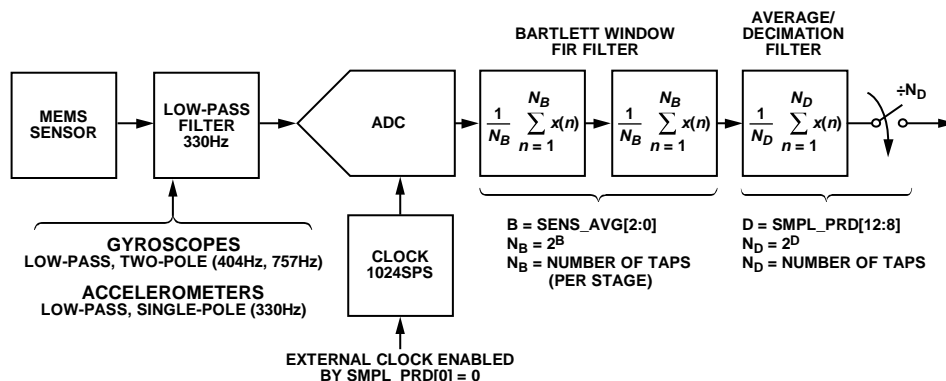 BARTLETT WINDOW
FIR FILTER
AVERAGE/
DECIMATION
FILTER
MEMS
SENSOR
LOW-PASS
FILTER
330Hz
ADC
1
N_B
N_B
∑
n = 1
x(n)
1
N_B
N_B
∑
n = 1
x(n)
1
N_D
N_D
∑
n = 1
x(n)
÷N_D
GYROSCOPES
LOW-PASS, TWO-POLE (404Hz, 757Hz)
ACCELEROMETERS
LOW-PASS, SINGLE-POLE (330Hz)
CLOCK
1024SPS
EXTERNAL CLOCK ENABLED
BY SMPL_PRD[0] = 0
B = SENS_AVG[2:0]
N_B = 2^B
N_B = NUMBER OF TAPS
(PER STAGE)
D = SMPL_PRD[12:8]
N_D = 2^D
N_D = NUMBER OF TAPS